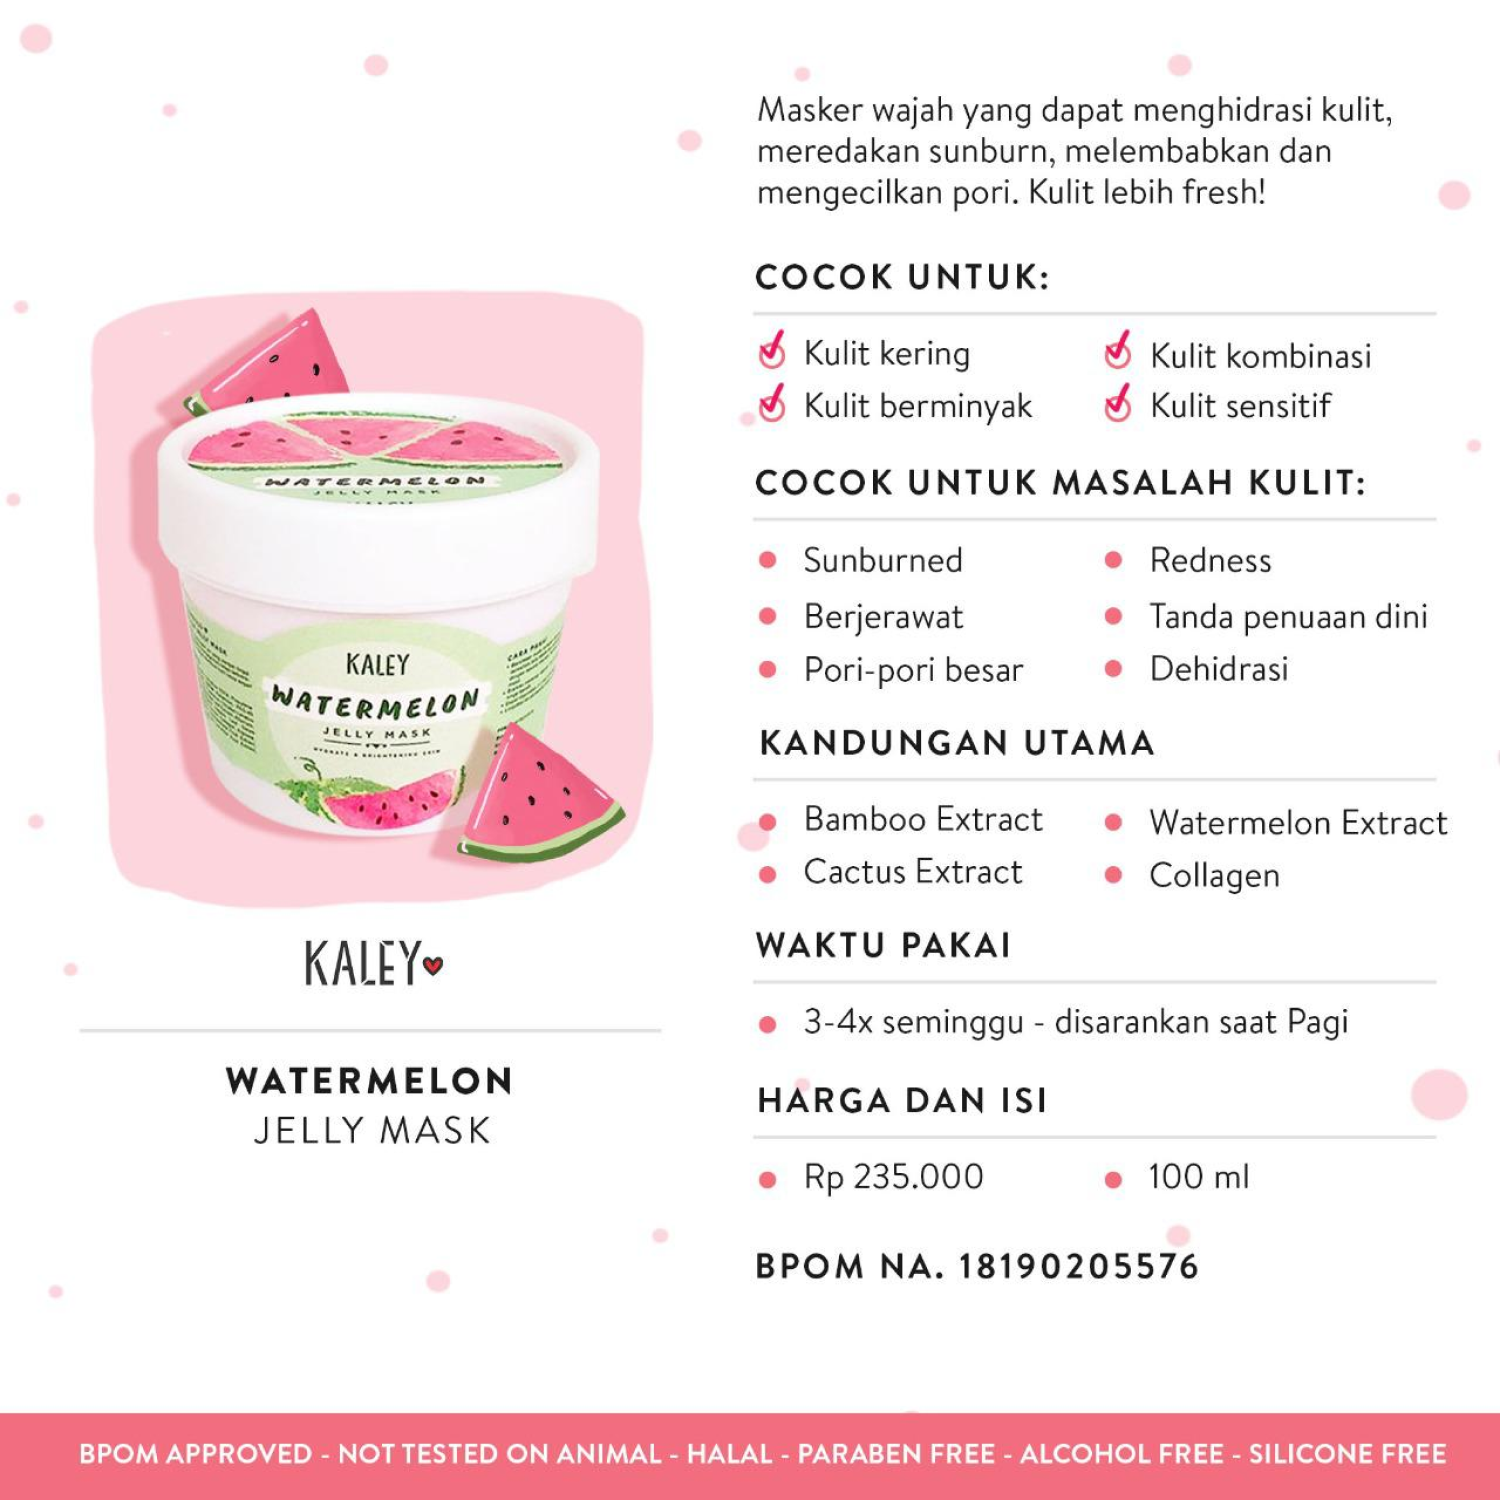 WATERMELON
JELLY MASK
KALEY
WATERMELON
JELLY MASK
HYDRATE & BRIGHTENING SKIN
KALEY
WATERMELON
JELLY MASK
Masker wajah yang dapat menghidrasi kulit,
meredakan sunburn, melembabkan dan
mengecilkan pori. Kulit lebih fresh!
COCOK UNTUK:
Kulit kering
Kulit kombinasi
Kulit berminyak
Kulit sensitif
COCOK UNTUK MASALAH KULIT:
Sunburned
Redness
Berjerawat
Tanda penuaan dini
Pori-pori besar
Dehidrasi
KANDUNGAN UTAMA
Bamboo Extract
Watermelon Extract
Cactus Extract
Collagen
WAKTU PAKAI
3-4x seminggu - disarankan saat Pagi
HARGA DAN ISI
Rp 235.000
100 ml
BPOM NA. 18190205576
BPOM APPROVED - NOT TESTED ON ANIMAL - HALAL - PARABEN FREE - ALCOHOL FREE - SILICONE FREE